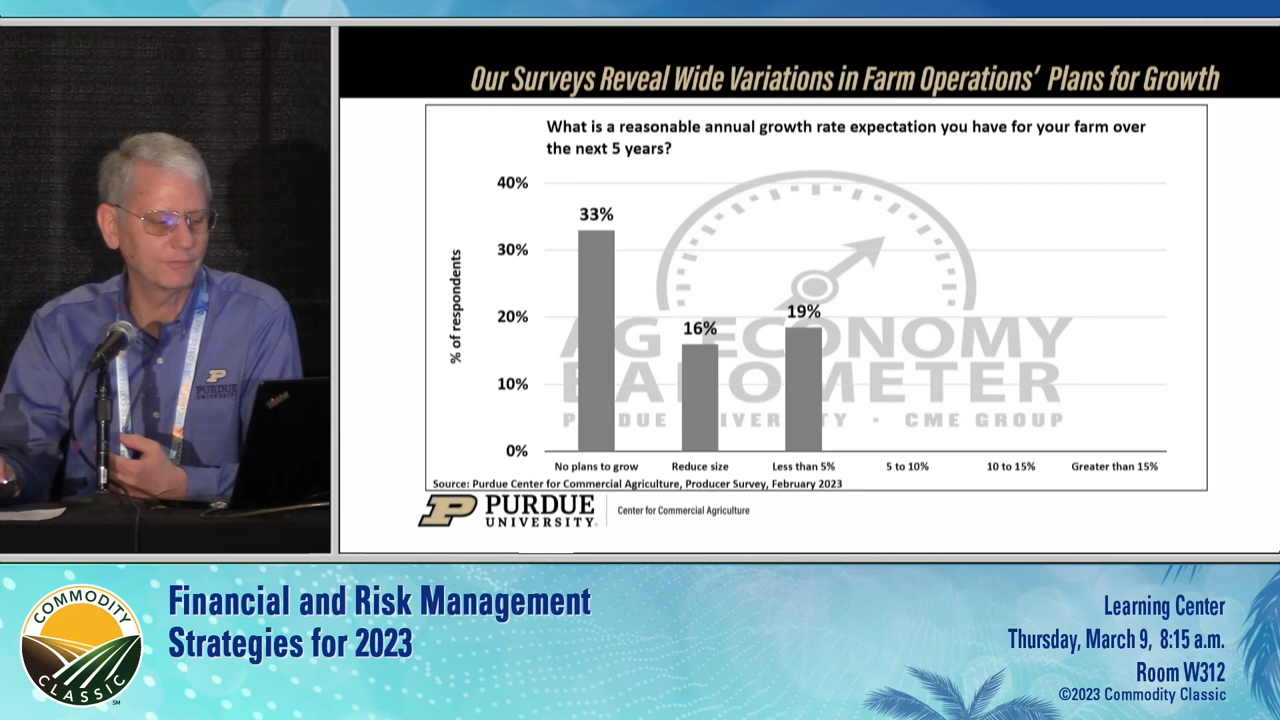 Our Surveys Reveal Wide Variations in Farm Operations' Plans for Growth
What is a reasonable annual growth rate expectation you have for your farm over
the next 5 years?
% of respondents
40%
30%
20%
10%
0%
33%
16%
19%
AG ECONOMY
BAROMETER
No plans to grow
Reduce size
Less than 5%
5 to 10%
10 to 15%
Greater than 15%
Source: Purdue Center for Commercial Agriculture, Producer Survey, February 2023
P PURDUE
UNIVERSITY
Center for Commercial Agriculture
P
PURDUE
UNIVERSITY
COMMODITY
CLASSIC
SM
Financial and Risk Management
Strategies for 2023
Learning Center
Thursday, March 9, 8:15 a.m.
Room W312
©2023 Commodity Classic